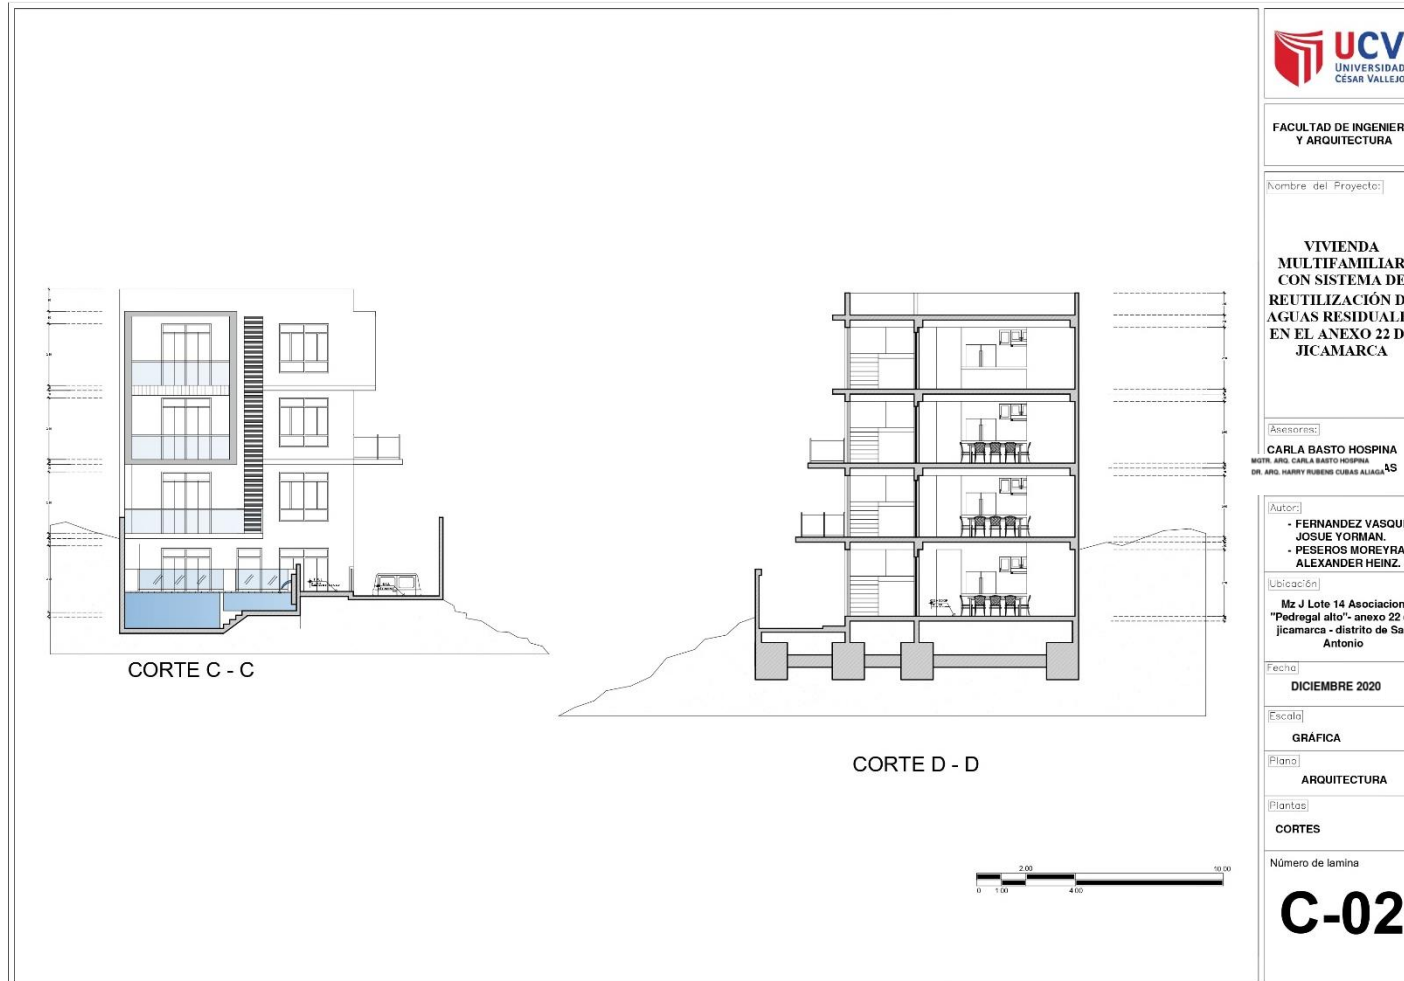 UCV
UNIVERSIDAD
CÉSAR VALLEJO
FACULTAD DE INGENIER
Y ARQUITECTURA
Nombre del Proyecto:
VIVIENDA
MULTIFAMILIAR
CON SISTEMA DE
REUTILIZACIÓN D
AGUAS RESIDUALE
EN EL ANEXO 22 D
JICAMARCA
Asesores:
CARLA BASTO HOSPINA
MGTR. ARQ. CARLA BASTO HOSPINA
AS
DR. ARQ. HARRY RUBENS CUBAS ALIAGA
Autor:
- FERNANDEZ VASQU
JOSUE YORMAN.
- PESEROS MOREYRA
ALEXANDER HEINZ.
Ubicación
Mz J Lote 14 Asociacion
"Pedregal alto"- anexo 22
jicamarca - distrito de Sa
Antonio
Fecha
DICIEMBRE 2020
Escala
GRÁFICA
Plano
ARQUITECTURA
Plantas
CORTES
Número de lamina
C-02
CORTE C - C
CORTE D - D
2.00 10.00
0 1.00 4.00